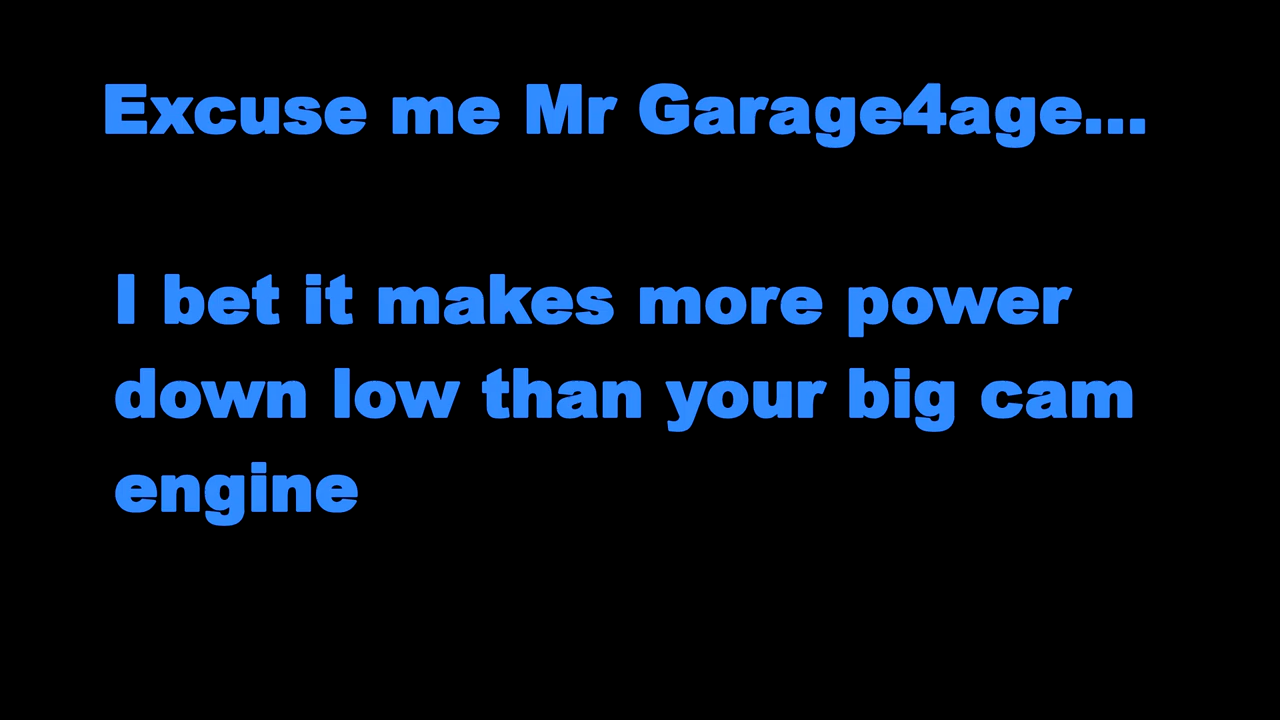 Excuse me Mr Garage4age...
I bet it makes more power
down low than your big cam
engine